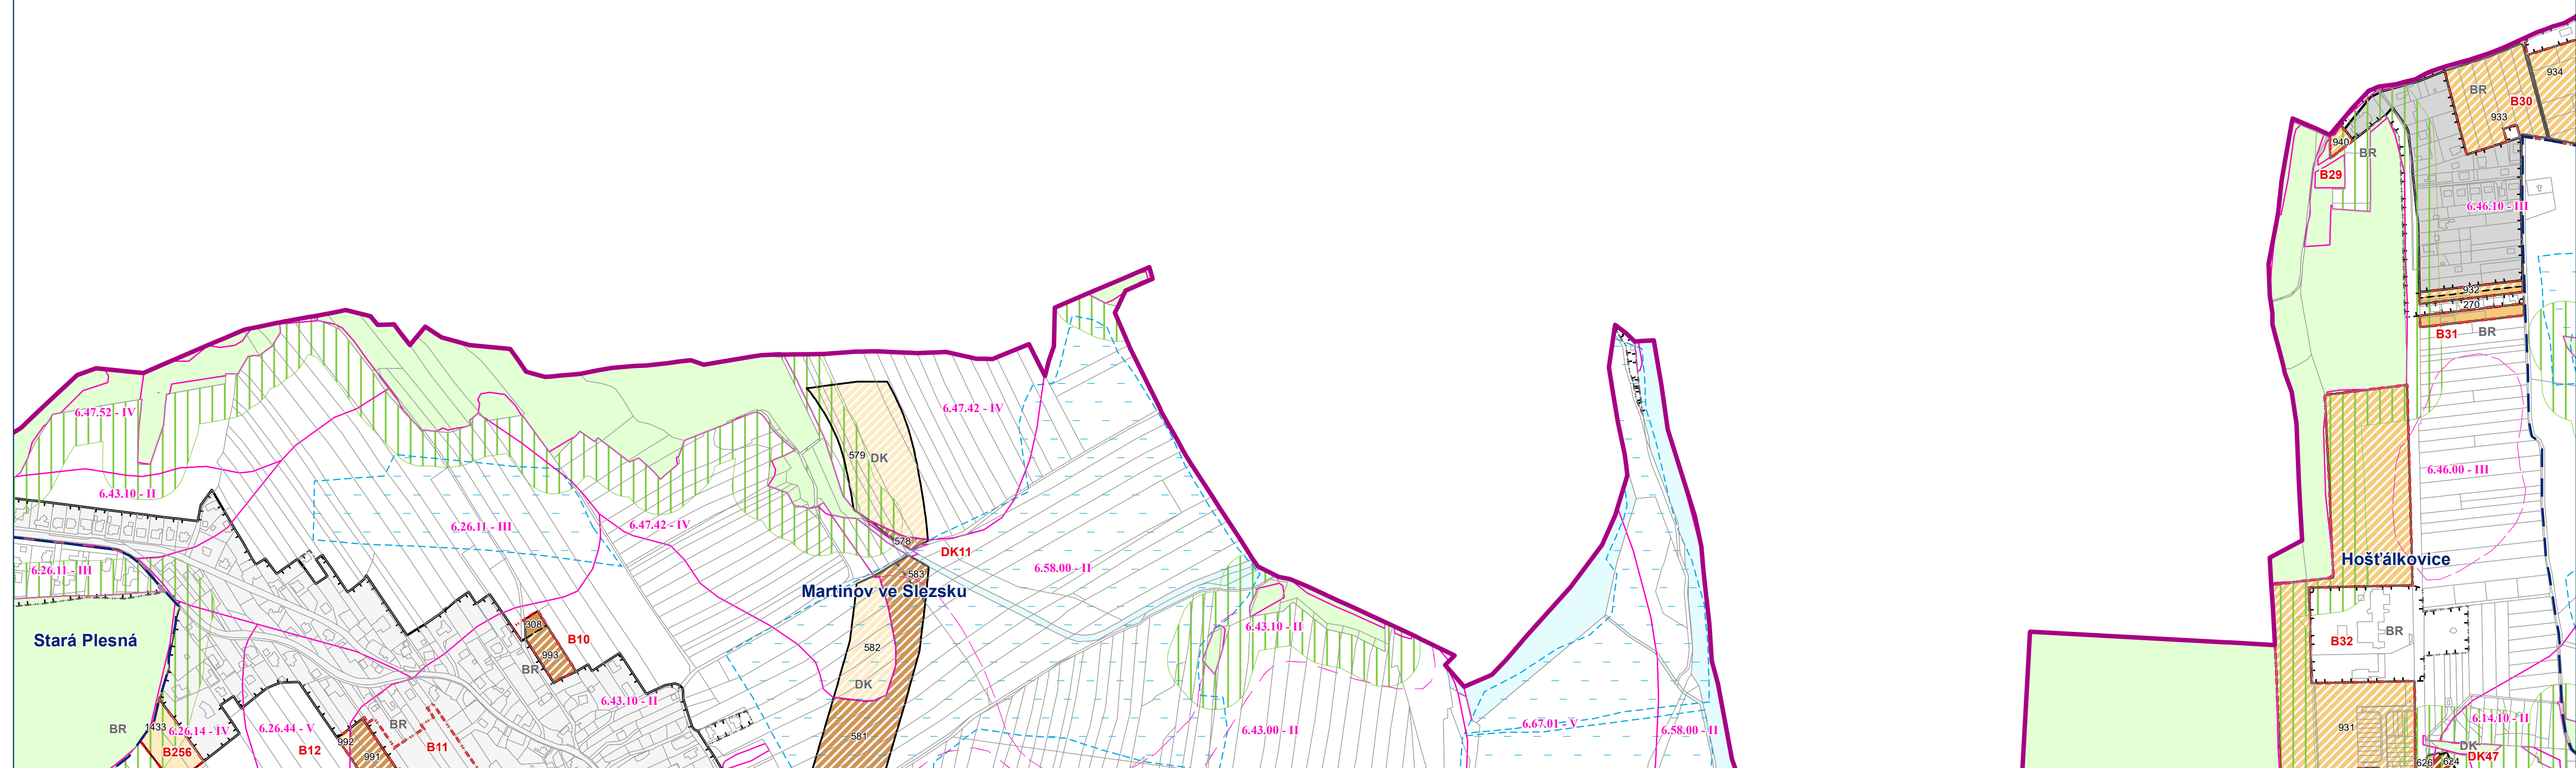 934
BR
B30
933
940
BR
B29
6.46.10 - III
932
270
B31
BR
6.47.52 - IV
6.47.42 - IV
579
DK
6.46.00 - III
6.43.10 - II
6.26.11 - III
6.47.42 - IV
578
DK11
Hošťálkovice
6.26.11 - III
6.58.00 - II
583
Martinov ve Slezsku
308
6.43.10 - II
BR
Stará Plesná
B10
B32
582
993
BR
DK
6.43.10 - II
6.14.10 - II
BR
1433
6.26.14 - IV
6.26.44 - V
BR
6.43.00 - II
6.67.01 - V
6.58.00 - II
931
581
992
B256
B12
B11
DK
991
DK47
626
624